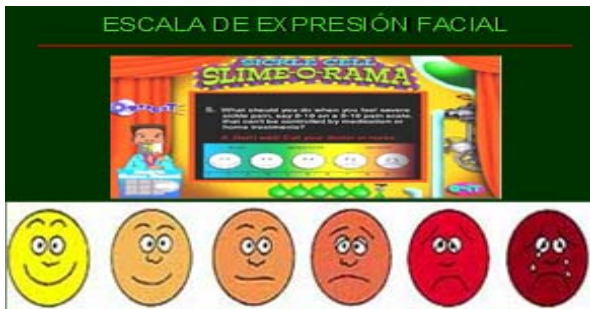 ESCALA DE EXPRESIÓN FACIAL
SICKLE CELL
SLIME-O-RAMA
5. What should you do when you feel severe
sickle pain, say 8-10 on a 0-10 pain scale,
that can't be controlled by medication or
home treatments?
QUIT